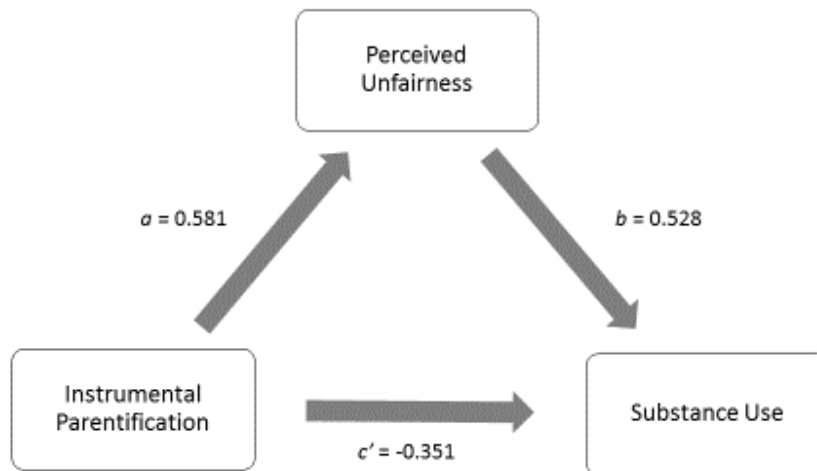 Perceived
Unfairness
a = 0.581
b = 0.528
Instrumental
Parentification
Substance Use
c' = -0.351